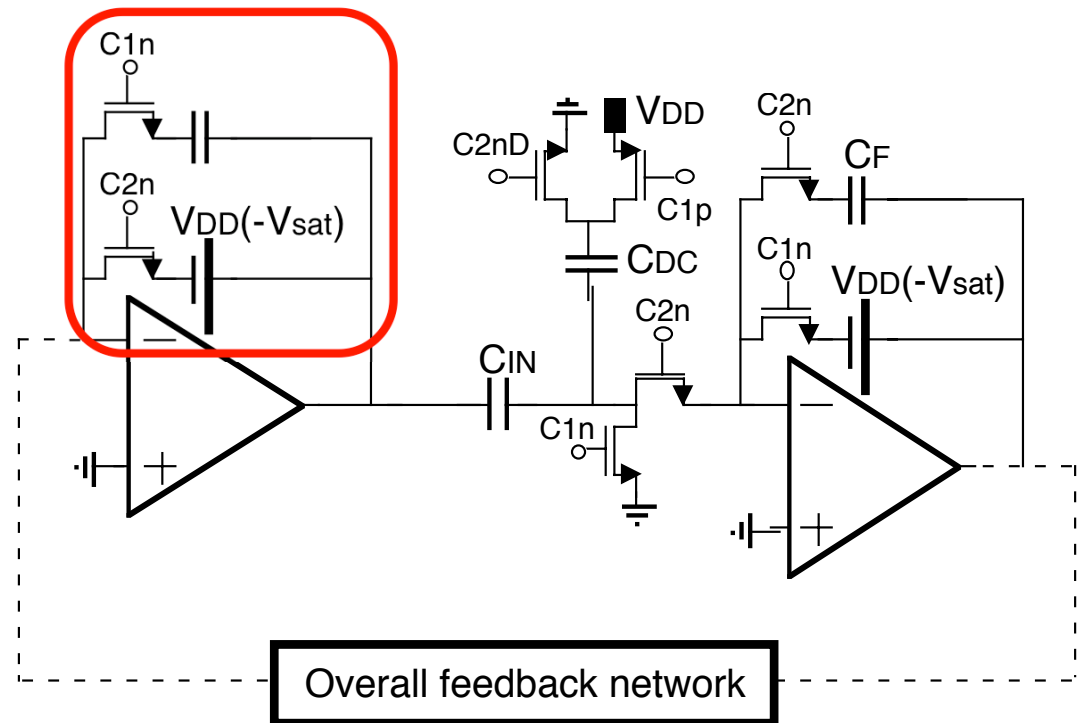 C1n
C2n
VDD(-Vsat)
C2nD
VDD
C1p
CDC
C2n
CF
C1n
VDD(-Vsat)
CIN
C2n
C1n
−
+
−
+
Overall feedback network